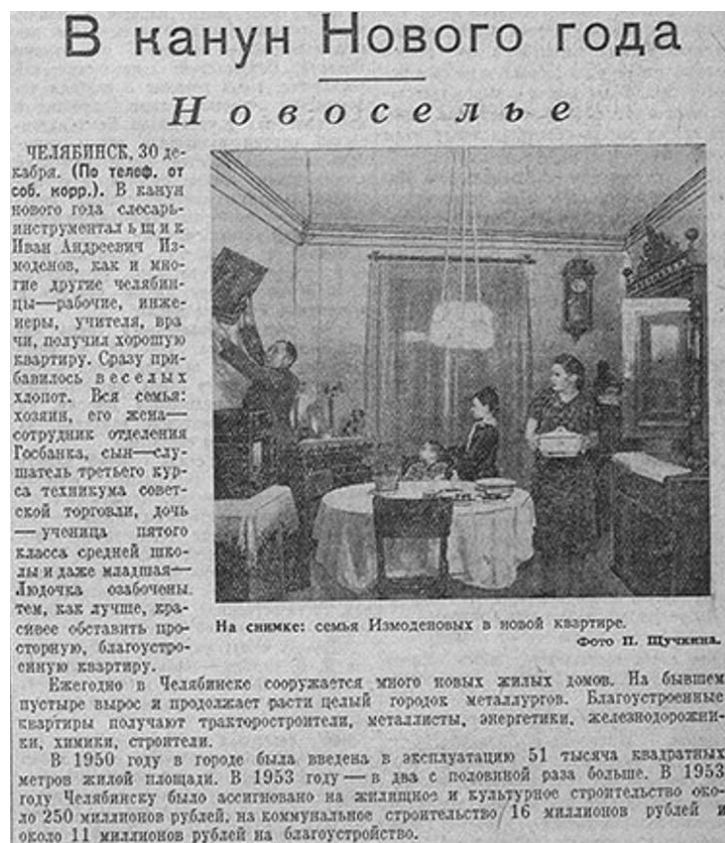 В канун Нового года
Новоселье
ЧЕЛЯБИНСК, 30 де-
кабря. (По телеф. от
соб. корр.). В канун
нового года слесарь-
инструментальщик
Иван Андреевич Из-
моденов, как и мно-
гие другие челябин-
цы—рабочие, инже-
неры, учителя, вра
чи, получил хорошую
квартиру. Сразу при-
бавилось веселых
хлопот. Вся семья:
хозяин, его жена—
сотрудник отделения
Госбанка, сын—слу-
шатель третьего кур-
са техникума совет-
ской торговли, дочь
—ученица пятого
класса средней шко-
лы и даже младшая—
Людочка озабочены
тем, как лучше, кра-
сивее обставить про-
сторную, благоустро-
енную квартиру.
На снимке: семья Измоденовых в новой квартире.
Фото П. Щучкина.
Ежегодно в Челябинске сооружается много новых жилых домов. На бывшем
пустыре вырос и продолжает расти целый городок металлургов. Благоустроенные
квартиры получают тракторостроители, металлисты, энергетики, железнодорожни-
ки, химики, строители.
В 1950 году в городе была введена в эксплуатацию 51 тысяча квадратных
метров жилой площади. В 1953 году — в два с половиной раза больше. В 1953
году Челябинску было ассигновано на жилищное и культурное строительство око-
ло 250 миллионов рублей, на коммунальное строительство 16 миллионов рублей и
около 11 миллионов рублей на благоустройство.